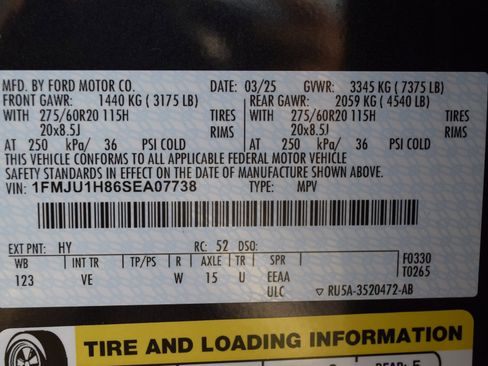 MFD. BY FORD MOTOR CO. DATE: 03/25 GVWR: 3345 KG ( 7375 LB)
FRONT GAWR: 1440 KG ( 3175 LB) REAR GAWR: 2059 KG ( 4540 LB)
WITH 275/60R20 115H TIRES WITH 275/60R20 115H TIRES
20x8.5J RIMS 20x8.5J RIMS
AT 250 kPa/ 36 PSI COLD AT 250 kPa/ 36 PSI COLD
THIS VEHICLE CONFORMS TO ALL APPLICABLE FEDERAL MOTOR VEHICLE
SAFETY STANDARDS IN EFFECT ON THE DATE OF MANUFACTURE SHOWN ABOVE.
VIN: 1FMJU1H86SEA07738 TYPE: MPV
EXT PNT: HY RC: 52 DSO: F0330
WB INT TR TP/PS R AXLE TR SPR T0265
123 VE W 15 U EEAA
ULC ▽ RU5A-3520472-AB
TIRE AND LOADING INFORMATION